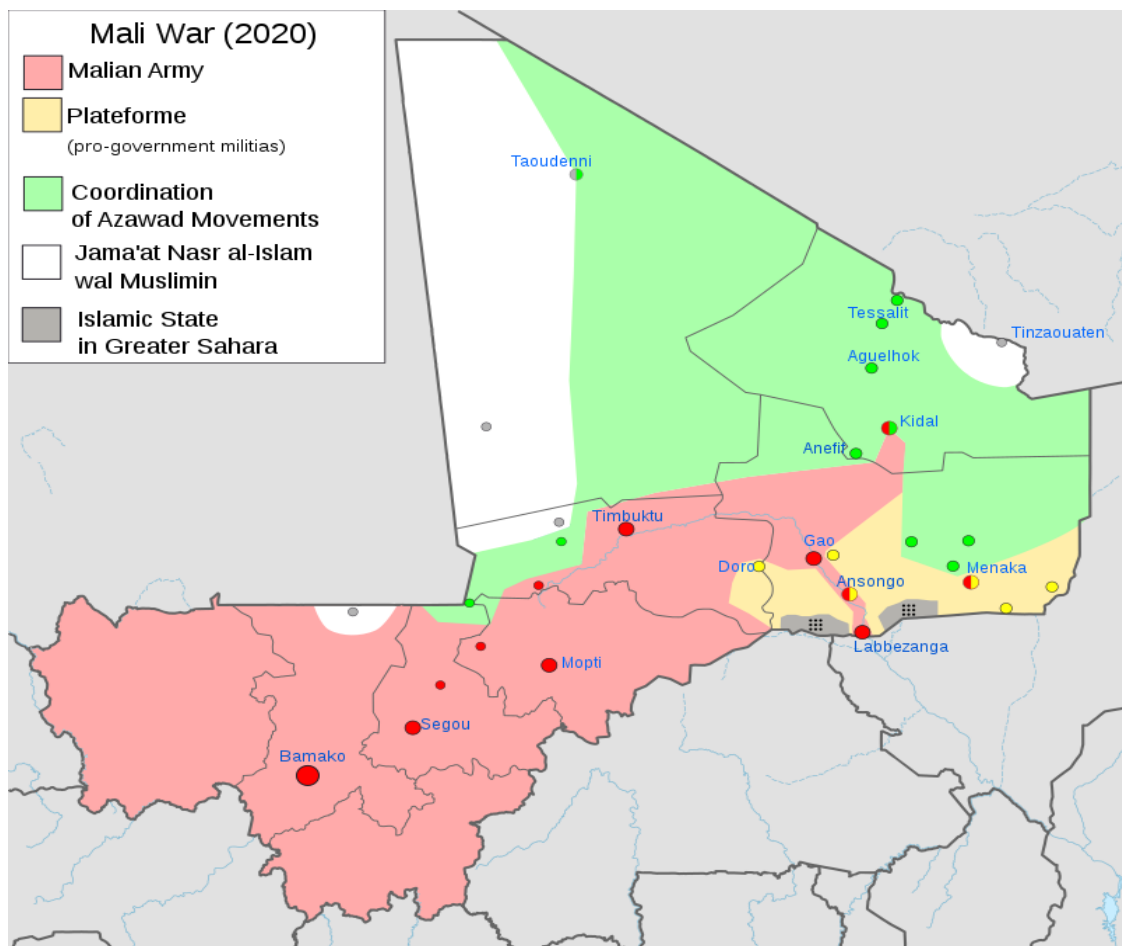 Mali War (2020)
Malian Army
Plateforme
(pro-government militias)
Coordination
of Azawad Movements
Jama'at Nasr al-Islam
wal Muslimin
Islamic State
in Greater Sahara
Taoudenni
Tessalit
Tinzaouaten
Aguelhok
Kidal
Anefif
Timbuktu
Gao
Doro
Menaka
Ansongo
Labbezanga
Mopti
Segou
Bamako